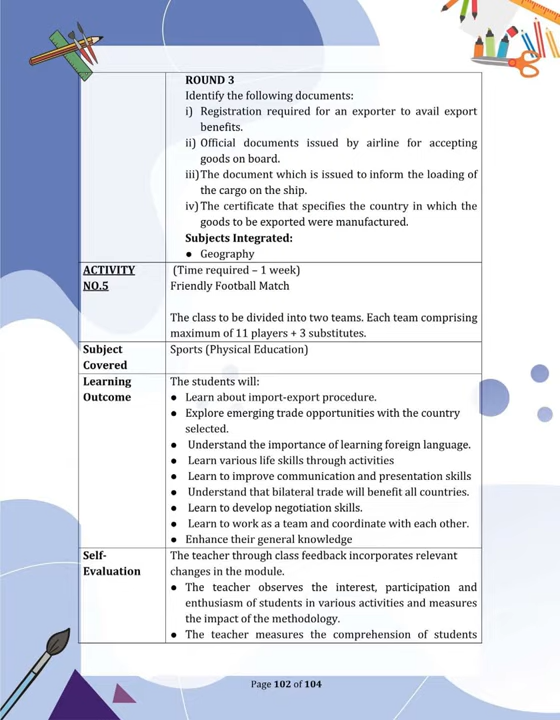 ROUND 3
Identify the following documents:
i) Registration required for an exporter to avail export
benefits.
ii) Official documents issued by airline for accepting
goods on board.
iii)The document which is issued to inform the loading of
the cargo on the ship.
iv)The certificate that specifies the country in which the
goods to be exported were manufactured.
Subjects Integrated:
● Geography
ACTIVITY
NO.5
(Time required – 1 week)
Friendly Football Match
The class to be divided into two teams. Each team comprising
maximum of 11 players + 3 substitutes.
Subject
Covered
Sports (Physical Education)
Learning
Outcome
The students will:
● Learn about import-export procedure.
● Explore emerging trade opportunities with the country
selected.
● Understand the importance of learning foreign language.
● Learn various life skills through activities
● Learn to improve communication and presentation skills
● Understand that bilateral trade will benefit all countries.
● Learn to develop negotiation skills.
● Learn to work as a team and coordinate with each other.
● Enhance their general knowledge
Self-
Evaluation
The teacher through class feedback incorporates relevant
changes in the module.
● The teacher observes the interest, participation and
enthusiasm of students in various activities and measures
the impact of the methodology.
● The teacher measures the comprehension of students
Page 102 of 104